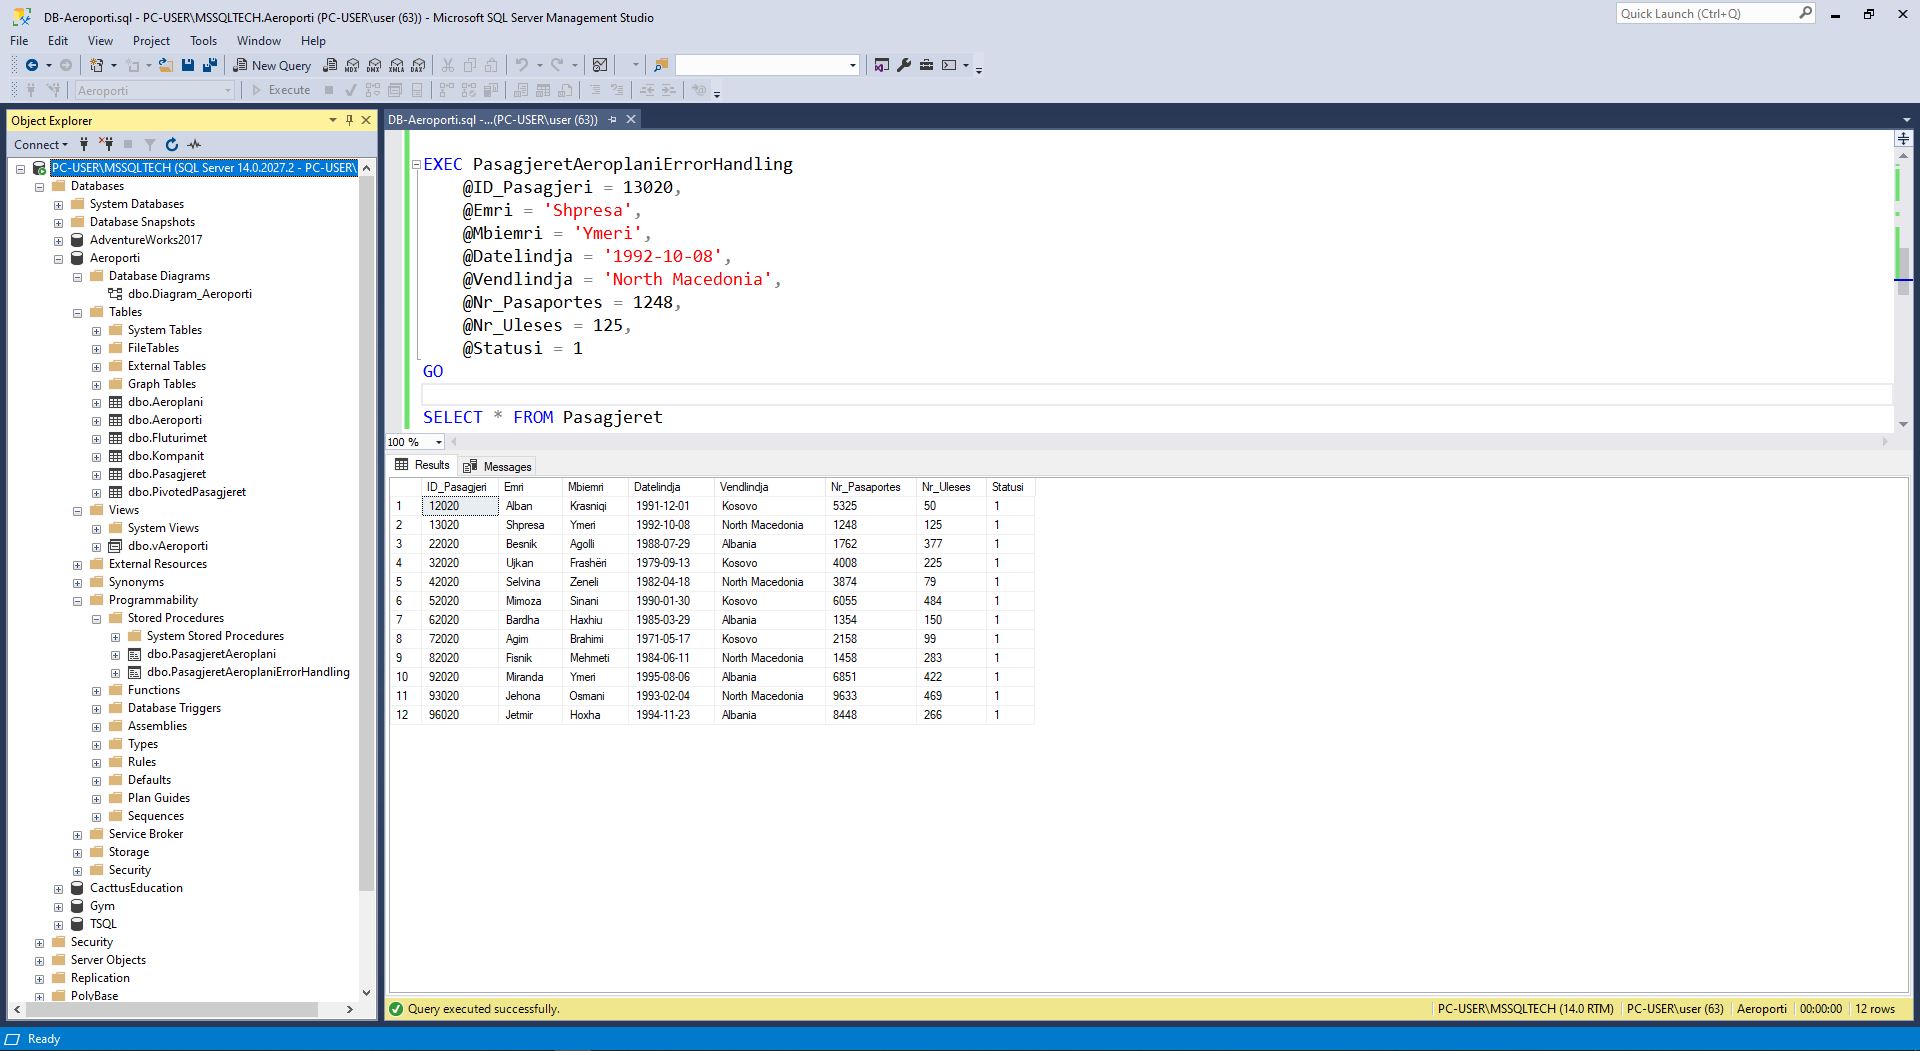 DB-Aeroporti.sql - PC-USER\MSSQLTECH.Aeroporti (PC-USER\user (63)) - Microsoft SQL Server Management Studio
Quick Launch (Ctrl+Q)
File Edit View Project Tools Window Help
New Query MDX DMX XMLA DAX
Aeroporti Execute
Object Explorer
Connect
PC-USER\MSSQLTECH (SQL Server 14.0.2027.2 - PC-USER\
Databases
System Databases
Database Snapshots
AdventureWorks2017
Aeroporti
Database Diagrams
dbo.Diagram_Aeroporti
Tables
System Tables
FileTables
External Tables
Graph Tables
dbo.Aeroplani
dbo.Aeroporti
dbo.Fluturimet
dbo.Kompanit
dbo.Pasagjeret
dbo.PivotedPasagjeret
Views
System Views
dbo.vAeroporti
External Resources
Synonyms
Programmability
Stored Procedures
System Stored Procedures
dbo.PasagjeretAeroplani
dbo.PasagjeretAeroplaniErrorHandling
Functions
Database Triggers
Assemblies
Types
Rules
Defaults
Plan Guides
Sequences
Service Broker
Storage
Security
CacttusEducation
Gym
TSQL
Security
Server Objects
Replication
PolyBase
DB-Aeroporti.sql -...(PC-USER\user (63))
EXEC PasagjeretAeroplaniErrorHandling
@ID_Pasagjeri = 13020,
@Emri = 'Shpresa',
@Mbiemri = 'Ymeri',
@Datelindja = '1992-10-08',
@Vendlindja = 'North Macedonia',
@Nr_Pasaportes = 1248,
@Nr_Uleses = 125,
@Statusi = 1
GO
SELECT * FROM Pasagjeret
100 %
Results Messages
ID_Pasagjeri Emri Mbiemri Datelindja Vendlindja Nr_Pasaportes Nr_Uleses Statusi
1 12020 Alban Krasniqi 1991-12-01 Kosovo 5325 50 1
2 13020 Shpresa Ymeri 1992-10-08 North Macedonia 1248 125 1
3 22020 Besnik Agolli 1988-07-29 Albania 1762 377 1
4 32020 Ujkan Frashëri 1979-09-13 Kosovo 4008 225 1
5 42020 Selvina Zeneli 1982-04-18 North Macedonia 3874 79 1
6 52020 Mimoza Sinani 1990-01-30 Kosovo 6055 484 1
7 62020 Bardha Haxhiu 1985-03-29 Albania 1354 150 1
8 72020 Agim Brahimi 1971-05-17 Kosovo 2158 99 1
9 82020 Fisnik Mehmeti 1984-06-11 North Macedonia 1458 283 1
10 92020 Miranda Ymeri 1995-08-06 Albania 6851 422 1
11 93020 Jehona Osmani 1993-02-04 North Macedonia 9633 469 1
12 96020 Jetmir Hoxha 1994-11-23 Albania 8448 266 1
Query executed successfully.
PC-USER\MSSQLTECH (14.0 RTM) PC-USER\user (63) Aeroporti 00:00:00 12 rows
Ready